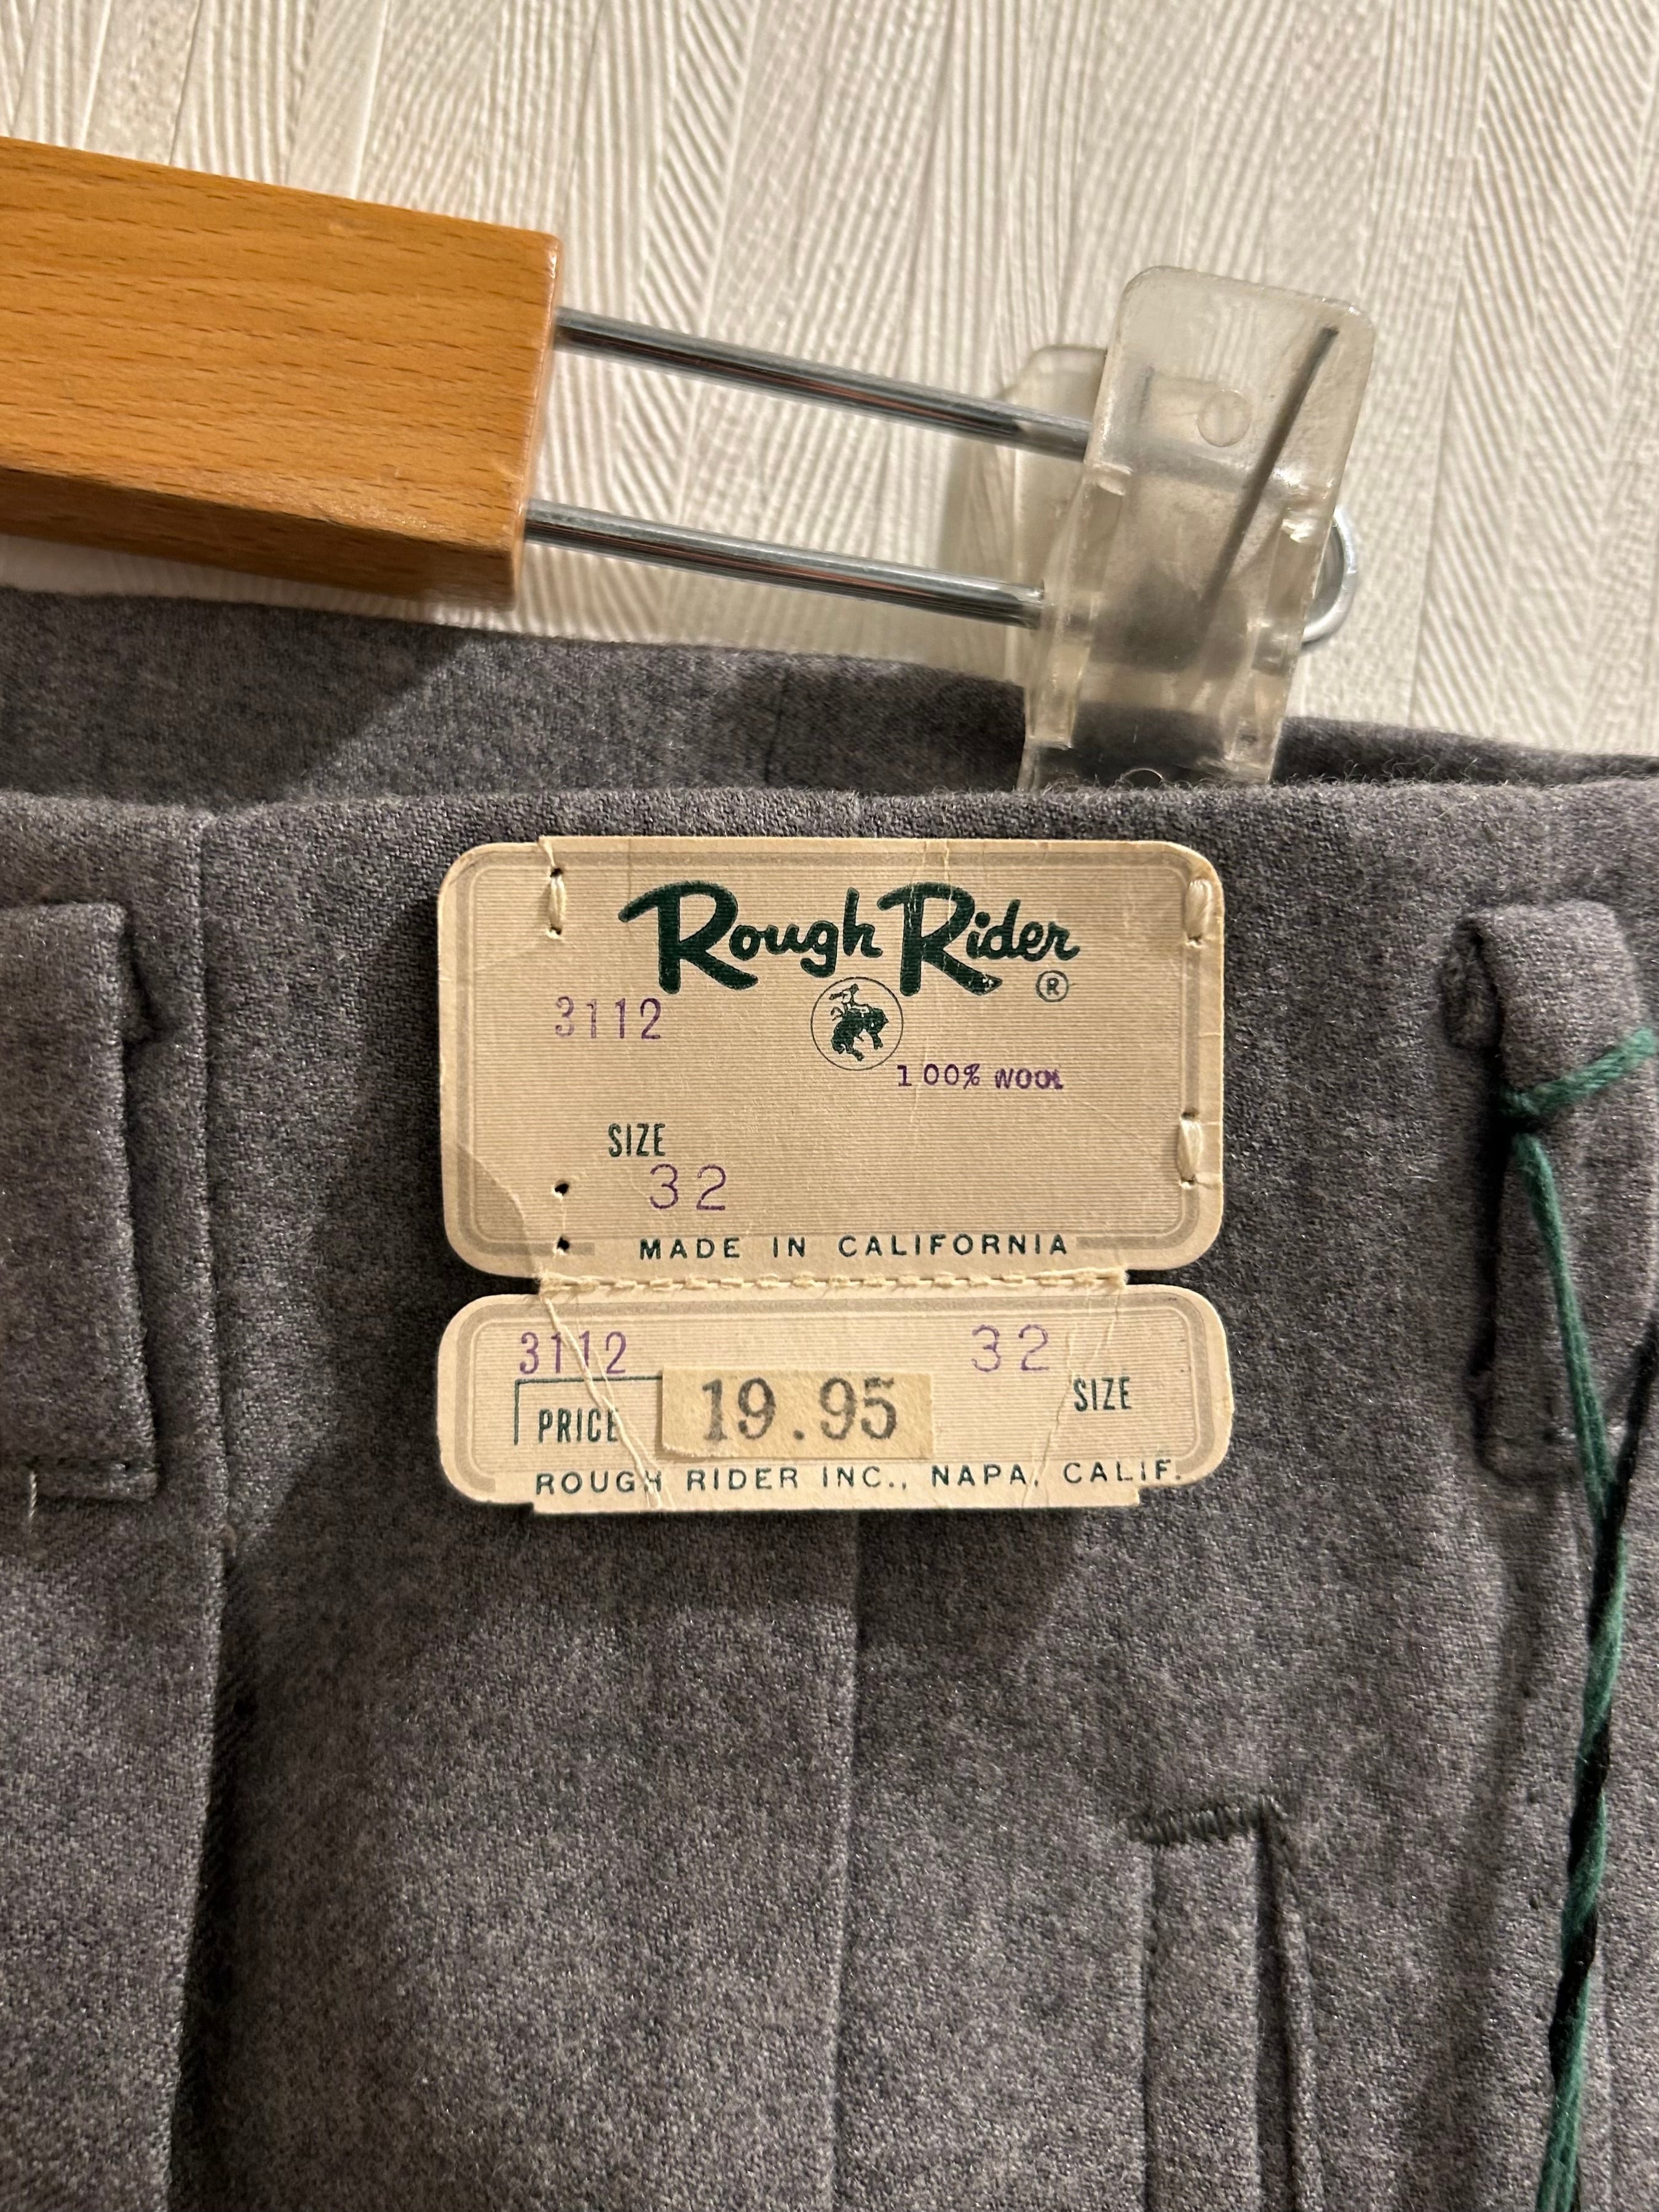 Rough Rider ®
3112
100% WOOL
SIZE
32
MADE IN CALIFORNIA
3112 32
PRICE 19.95 SIZE
ROUGH RIDER INC., NAPA, CALIF.